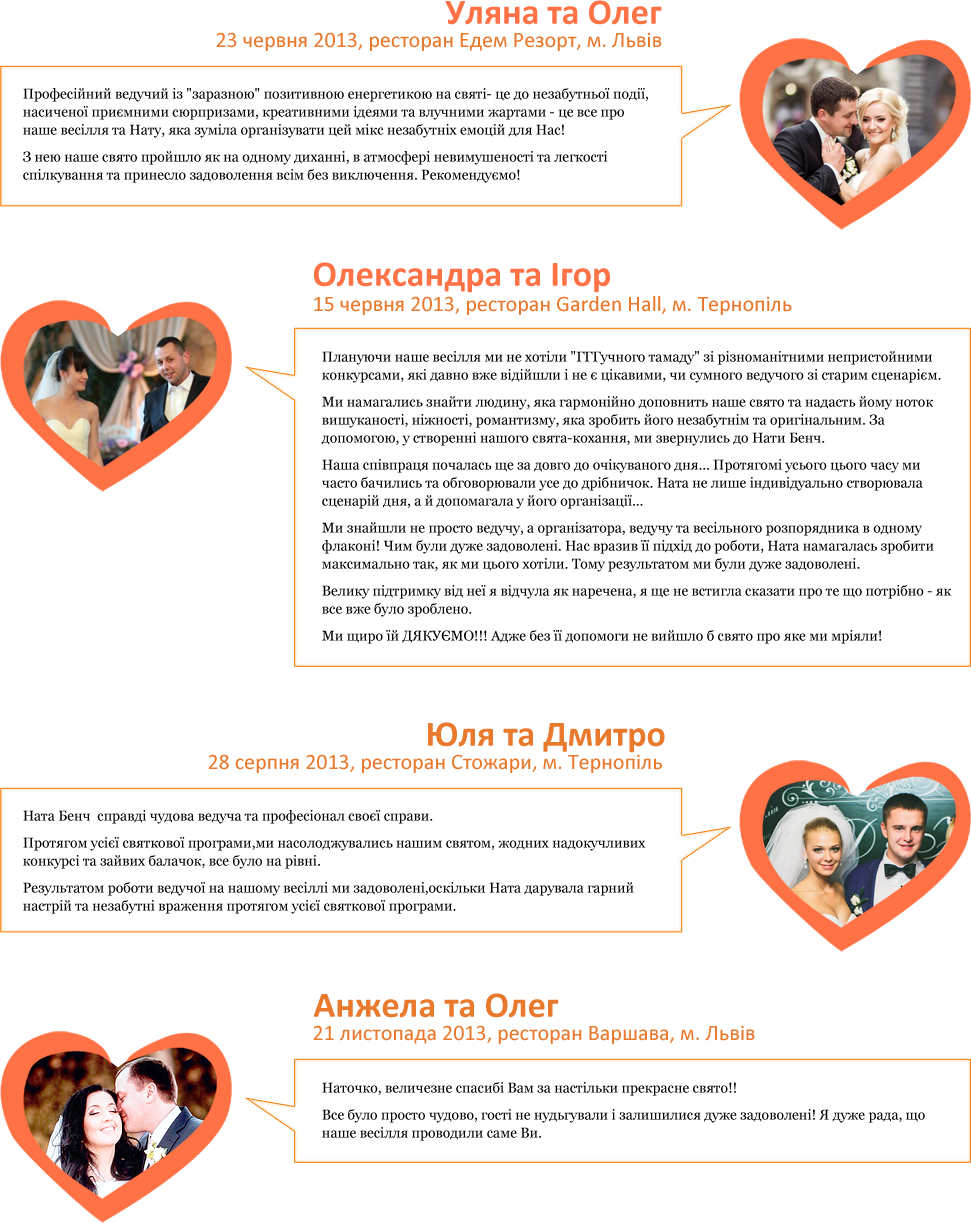 Уляна та Олег
23 червня 2013, ресторан Едем Резорт, м. Львів
Професійний ведучий із "заразною" позитивною енергетикою на святі- це до незабутньої події,
насиченої приємними сюрпризами, креативними ідеями та влучними жартами - це все про
наше весілля та Нату, яка зуміла організувати цей мікс незабутніх емоцій для Нас!
З нею наше свято пройшло як на одному диханні, в атмосфері невимушеності та легкості
спілкування та принесло задоволення всім без виключення. Рекомендуємо!
Олександра та Ігор
15 червня 2013, ресторан Garden Hall, м. Тернопіль
Плануючи наше весілля ми не хотіли "ГГГучного тамаду" зі різноманітними непристойними
конкурсами, які давно вже відійшли і не є цікавими, чи сумного ведучого зі старим сценарієм.
Ми намагались знайти людину, яка гармонійно доповнить наше свято та надасть йому ноток
вишуканості, ніжності, романтизму, яка зробить його незабутнім та оригінальним. За
допомогою, у створенні нашого свята-кохання, ми звернулись до Нати Бенч.
Наша співпраця почалась ще за довго до очікуваного дня... Протягомі усього цього часу ми
часто бачились та обговорювали усе до дрібничок. Ната не лише індивідуально створювала
сценарій дня, а й допомагала у його організації...
Ми знайшли не просто ведучу, а організатора, ведучу та весільного розпорядника в одному
флаконі! Чим були дуже задоволені. Нас вразив її підхід до роботи, Ната намагалась зробити
максимально так, як ми цього хотіли. Тому результатом ми були дуже задоволені.
Велику підтримку від неї я відчула як наречена, я ще не встигла сказати про те що потрібно - як
все вже було зроблено.
Ми щиро їй ДЯКУЄМО!!! Адже без її допомоги не вийшло б свято про яке ми мріяли!
Юля та Дмитро
28 серпня 2013, ресторан Стожари, м. Тернопіль
Ната Бенч справді чудова ведуча та професіонал своєї справи.
Протягом усієї святкової програми,ми насолоджувались нашим святом, жодних надокучливих
конкурсі та зайвих балачок, все було на рівні.
Результатом роботи ведучої на нашому весіллі ми задоволені,оскільки Ната дарувала гарний
настрій та незабутні враження протягом усієї святкової програми.
Анжела та Олег
21 листопада 2013, ресторан Варшава, м. Львів
Наточко, величезне спасибі Вам за настільки прекрасне свято!!
Все було просто чудово, гості не нудьгували і залишилися дуже задоволені! Я дуже рада, що
наше весілля проводили саме Ви.